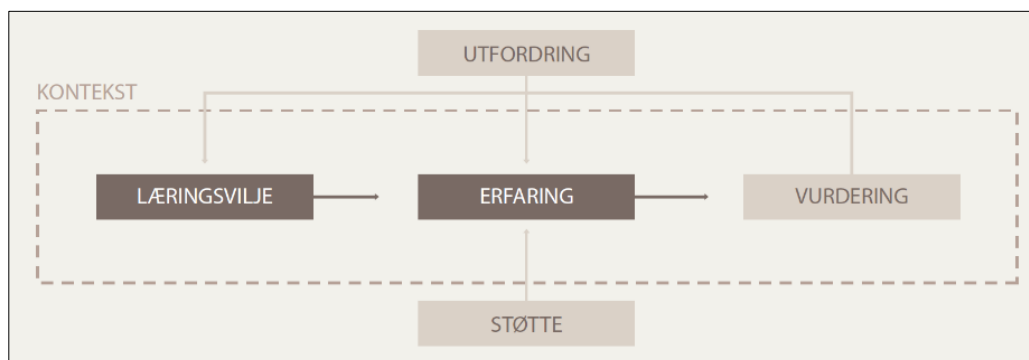 UTFORDRING
KONTEKST
LÆRINGSVILJE
ERFARING
VURDERING
STØTTE